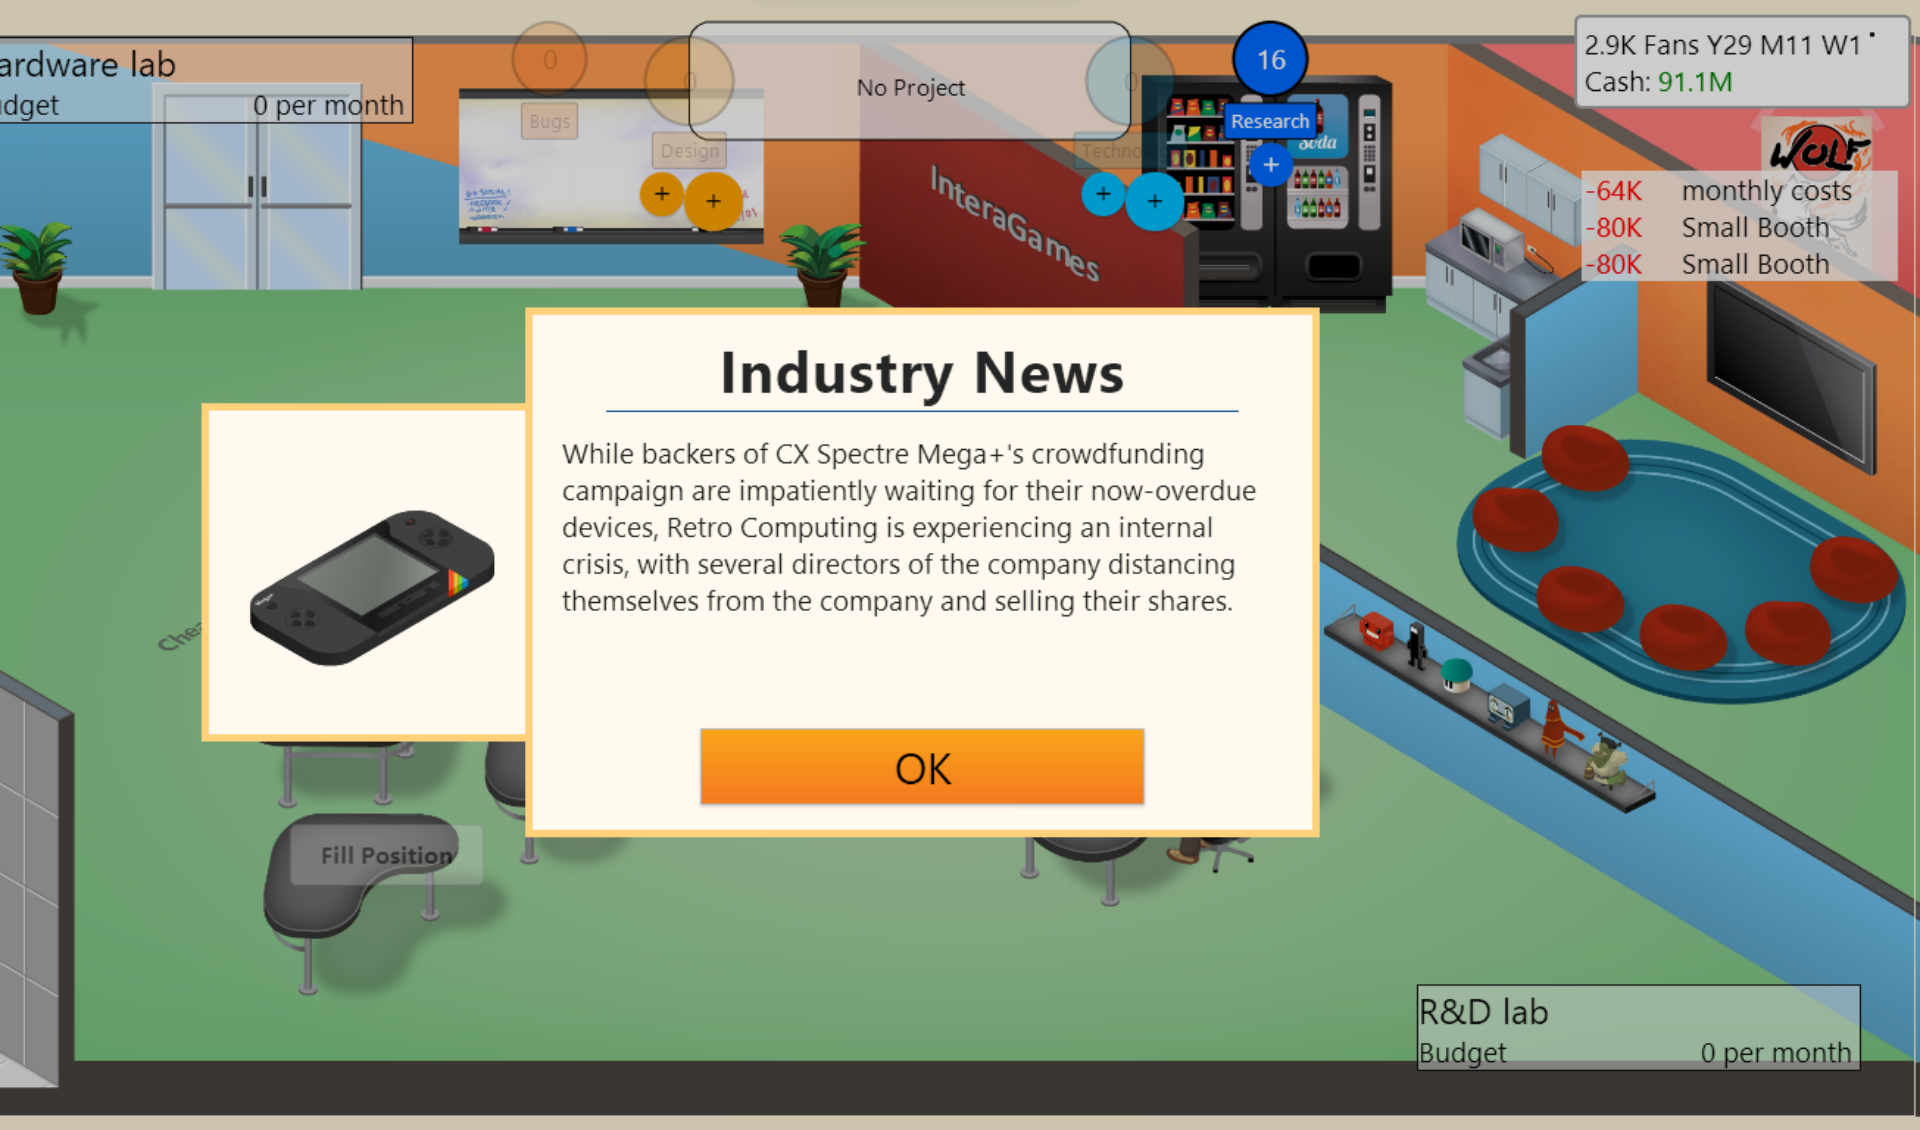 ardware lab
udget 0 per month
0
Bugs
0
Design
No Project
0
Techno
16
Research
2.9K Fans Y29 M11 W1
Cash: 91.1M
-64K monthly costs
-80K Small Booth
-80K Small Booth
WOLF
Soda
InteraGames
Industry News
While backers of CX Spectre Mega+'s crowdfunding
campaign are impatiently waiting for their now-overdue
devices, Retro Computing is experiencing an internal
crisis, with several directors of the company distancing
themselves from the company and selling their shares.
Mega+
Chea
OK
Fill Position
R&D lab
Budget 0 per month